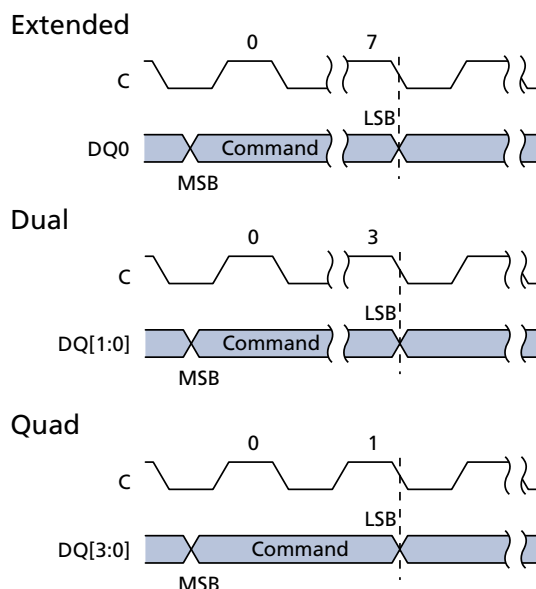 Extended
0 7
C
LSB
DQ0 Command
MSB
Dual
0 3
C
LSB
DQ[1:0] Command
MSB
Quad
0 1
C
LSB
DQ[3:0] Command
MSB